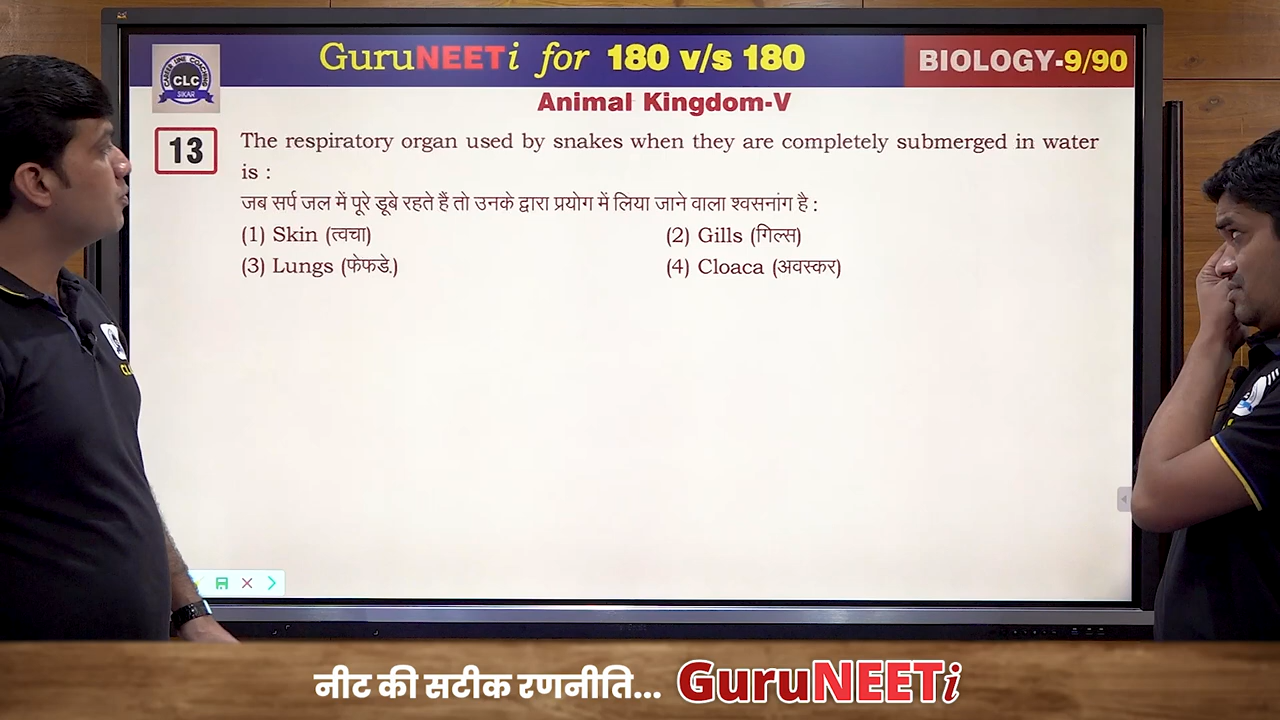 GuruNEETi for 180 v/s 180
BIOLOGY-9/90
CLC
SIKAR
Animal Kingdom-V
13
The respiratory organ used by snakes when they are completely submerged in water
is :
जब सर्प जल में पूरे डूबे रहते हैं तो उनके द्वारा प्रयोग में लिया जाने वाला श्वसनांग है :
(1) Skin (त्वचा)
(2) Gills (गिल्स)
(3) Lungs (फेफडे.)
(4) Cloaca (अवस्कर)
नीट की सटीक रणनीति... GuruNEETi